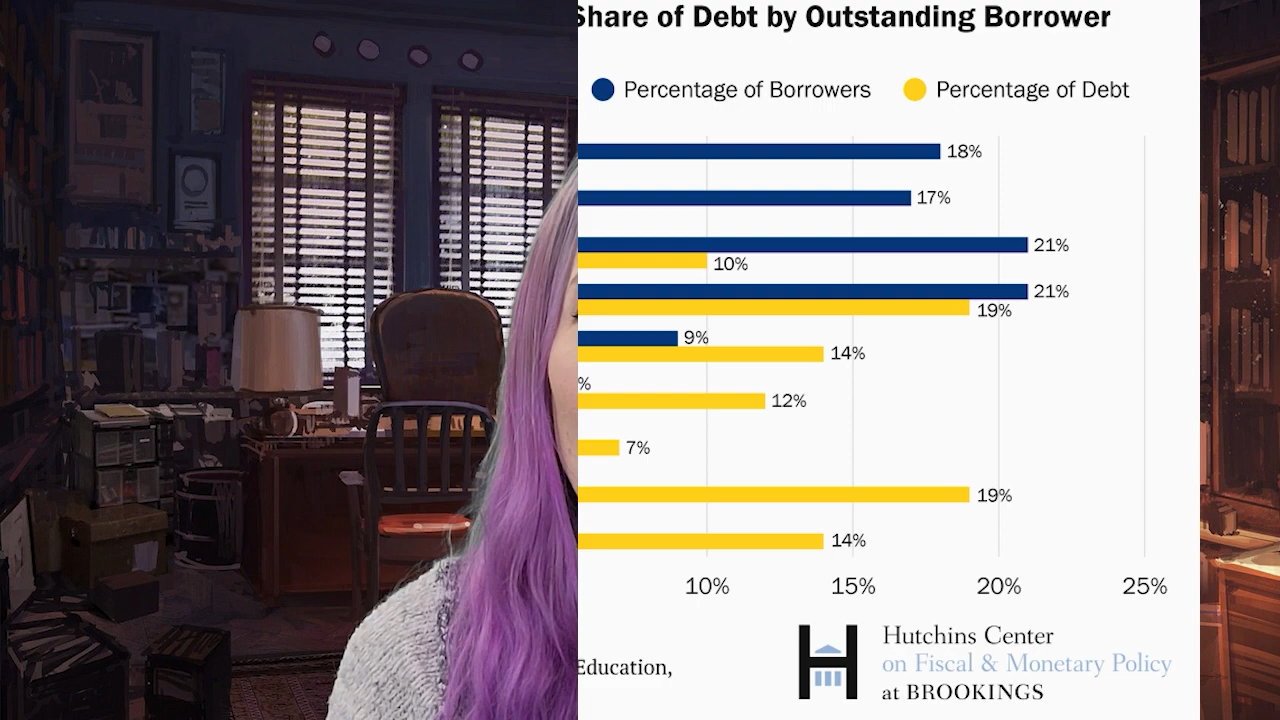 Share of Debt by Outstanding Borrower
Percentage of Borrowers Percentage of Debt
18%
17%
21%
10%
21%
19%
9%
14%
%
12%
7%
19%
14%
10% 15% 20% 25%
Education,
Hutchins Center
on Fiscal & Monetary Policy
at BROOKINGS